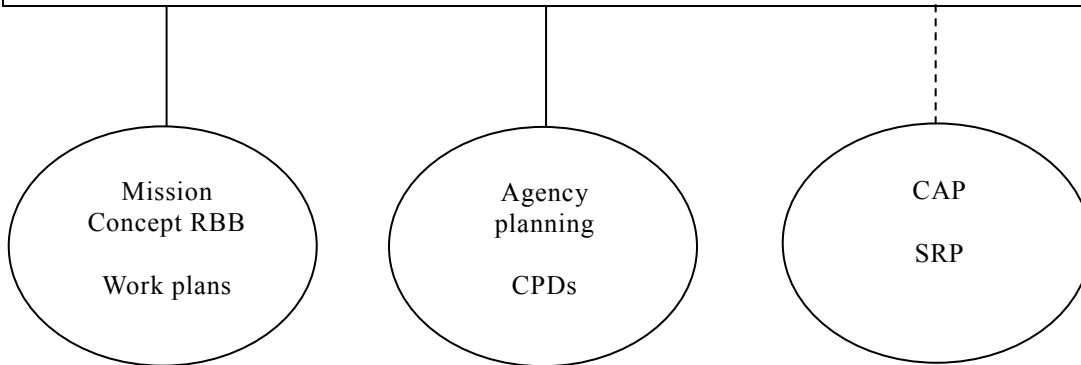 Mission
Concept RBB
Work plans
Agency
planning
CPDs
CAP
SRP